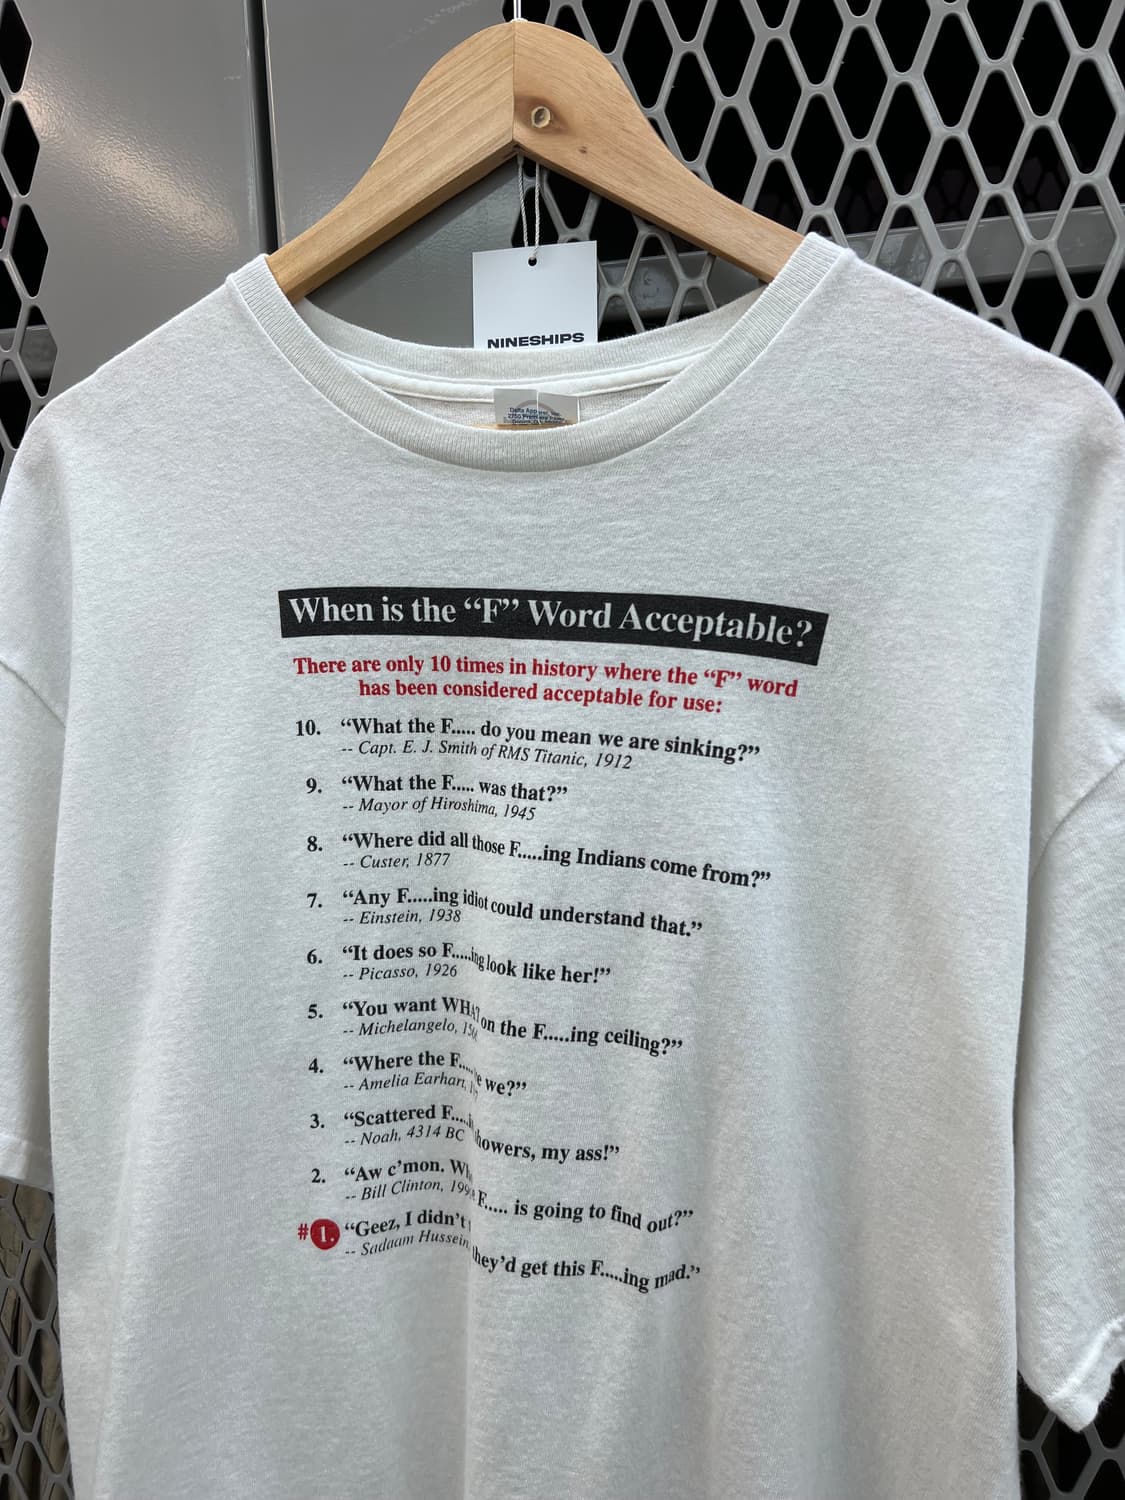 NINESHIPS
Delta Apparel, Inc.
When is the “F” Word Acceptable?
There are only 10 times in history where the “F” word
has been considered acceptable for use:
10. “What the F..... do you mean we are sinking?”
-- Capt. E. J. Smith of RMS Titanic, 1912
9. “What the F..... was that?”
-- Mayor of Hiroshima, 1945
8. “Where did all those F.....ing Indians come from?”
-- Custer, 1877
7. “Any F.....ing idiot could understand that.”
-- Einstein, 1938
6. “It does so F.....ing look like her!”
-- Picasso, 1926
5. “You want WHAT on the F.....ing ceiling?”
-- Michelangelo,
4. “Where the F..... we?”
-- Amelia Earhart,
3. “Scattered F..... my ass!”
-- Noah, 4314 BC
2. “Aw c’mon. F..... is going to find out?”
-- Bill Clinton,
#1. “Geez, I didn’t they’d get this F.....ing mad.”
-- Sadaam Hussein